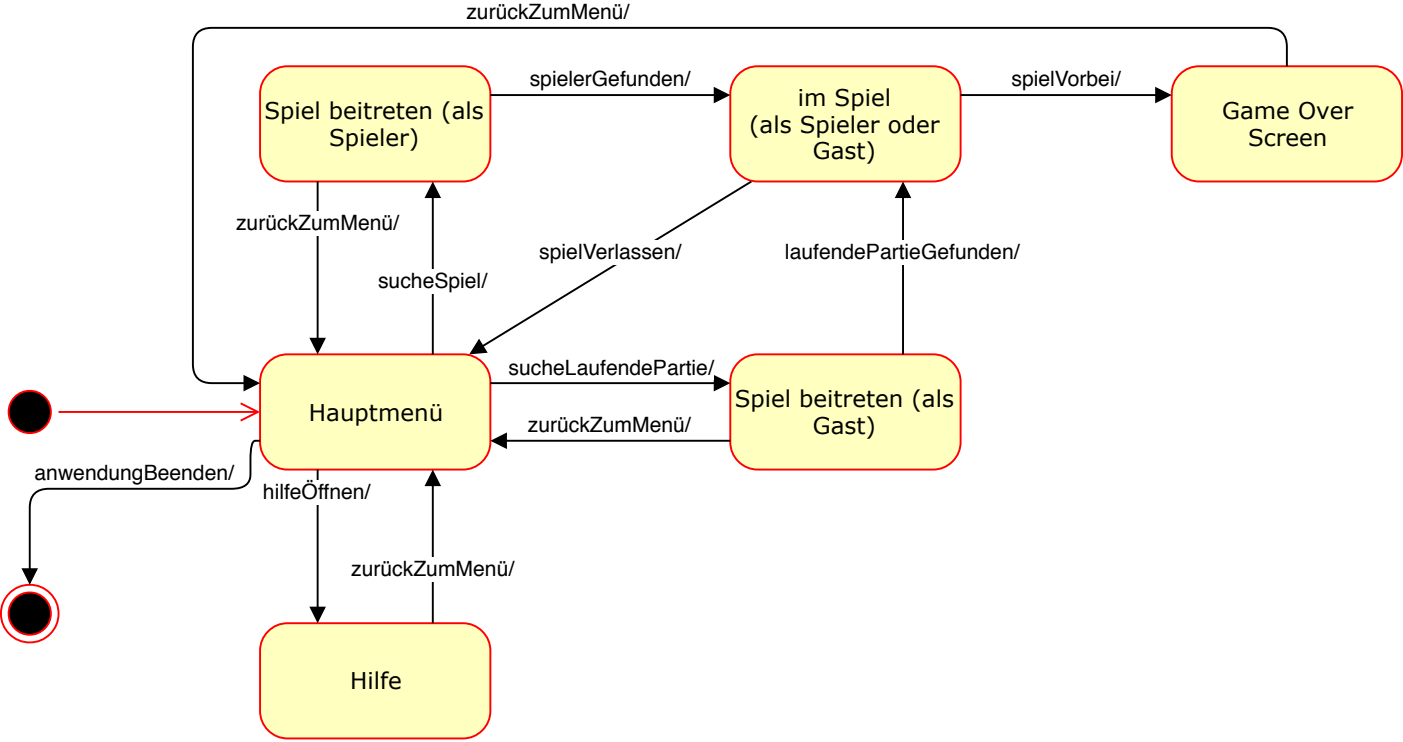 zurückZumMenü/
Spiel beitreten (als
Spieler)
spielerGefunden/
im Spiel
(als Spieler oder
Gast)
spielVorbei/
Game Over
Screen
zurückZumMenü/
sucheSpiel/
spielVerlassen/
laufendePartieGefunden/
Hauptmenü
sucheLaufendePartie/
zurückZumMenü/
Spiel beitreten (als
Gast)
anwendungBeenden/
hilfeÖffnen/
zurückZumMenü/
Hilfe